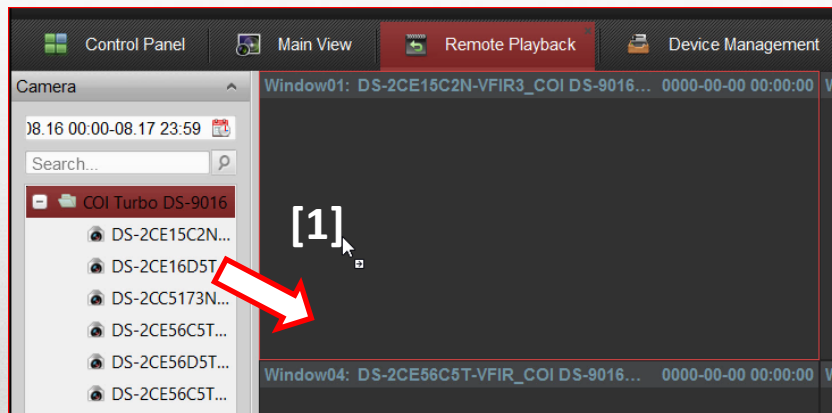 Control Panel Main View Remote Playback Device Management
Camera
Window01: DS-2CE15C2N-VFIR3_COI DS-9016... 0000-00-00 00:00:00
08.16 00:00-08.17 23:59
Search...
COI Turbo DS-9016
DS-2CE15C2N...
[1]
DS-2CE16D5T
DS-2CC5173N...
DS-2CE56C5T...
DS-2CE56D5T...
Window04: DS-2CE56C5T-VFIR_COI DS-9016... 0000-00-00 00:00:00
DS-2CE56C5T...